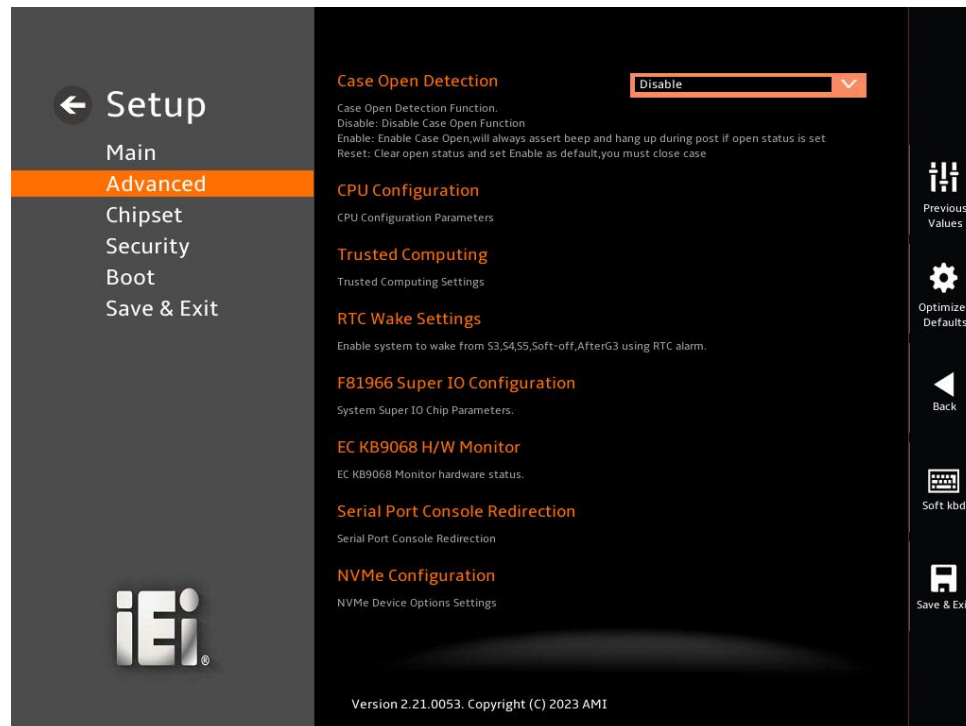 Setup
Main
Advanced
Chipset
Security
Boot
Save & Exit
Case Open Detection
Disable
Case Open Detection Function.
Disable: Disable Case Open Function
Enable: Enable Case Open,will always assert beep and hang up during post if open status is set
Reset: Clear open status and set Enable as default,you must close case
CPU Configuration
CPU Configuration Parameters
Trusted Computing
Trusted Computing Settings
RTC Wake Settings
Enable system to wake from S3,S4,S5,Soft-off,AfterG3 using RTC alarm.
F81966 Super IO Configuration
System Super IO Chip Parameters.
EC KB9068 H/W Monitor
EC KB9068 Monitor hardware status.
Serial Port Console Redirection
Serial Port Console Redirection
NVMe Configuration
NVMe Device Options Settings
Version 2.21.0053. Copyright (C) 2023 AMI
Previous
Values
Optimize
Defaults
Back
Soft kbd
Save & Exi
iEi®